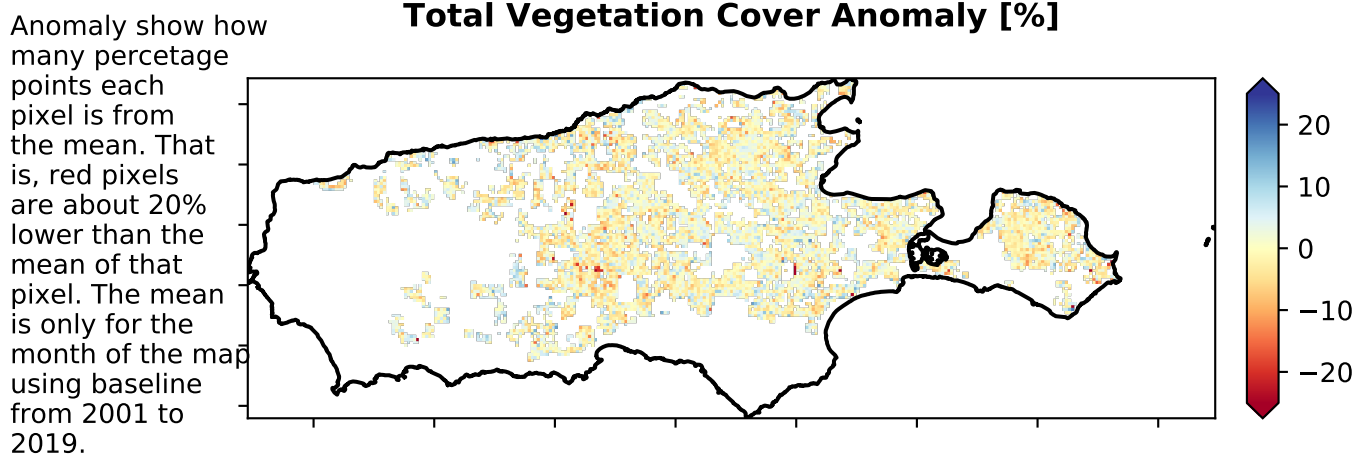 Total Vegetation Cover Anomaly [%]
Anomaly show how
many percetage
points each
pixel is from
the mean. That
is, red pixels
are about 20%
lower than the
mean of that
pixel. The mean
is only for the
month of the map
using baseline
from 2001 to
2019.
20
10
0
−10
−20